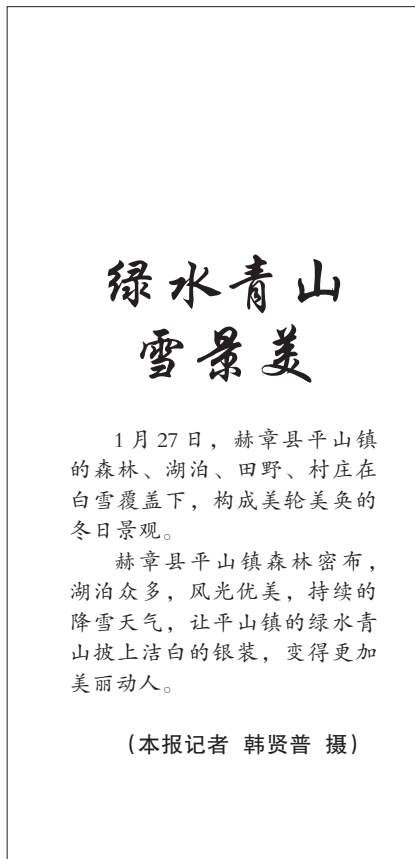 绿水青山
雪景美
1月27日，赫章县平山镇
的森林、湖泊、田野、村庄在
白雪覆盖下，构成美轮美奂的
冬日景观。
赫章县平山镇森林密布，
湖泊众多，风光优美，持续的
降雪天气，让平山镇的绿水青
山披上洁白的银装，变得更加
美丽动人。
（本报记者 韩贤普 摄）